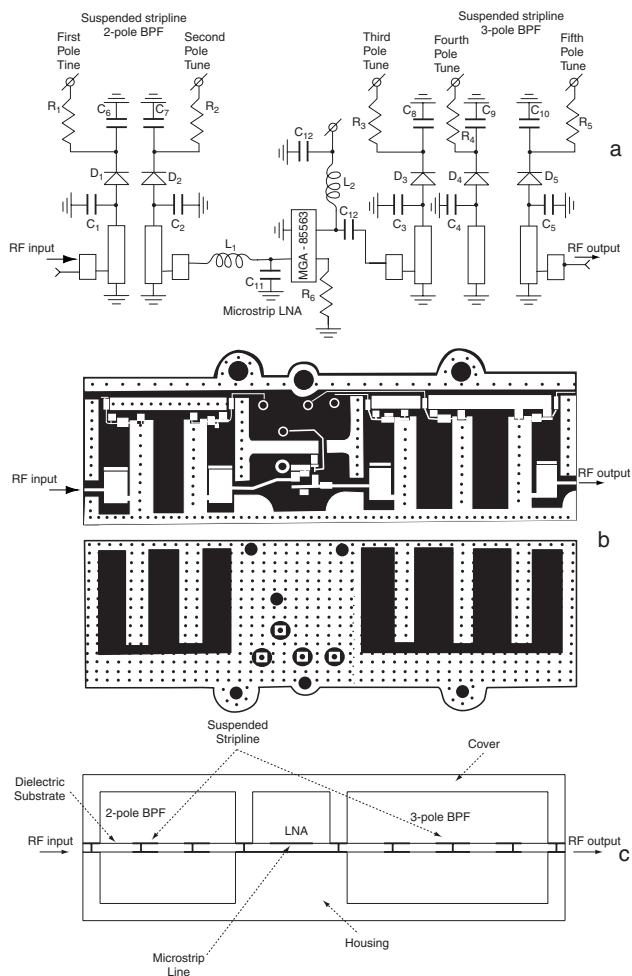 Suspended stripline
2-pole BPF
Suspended stripline
3-pole BPF
First
Pole
Tine
Second
Pole
Tune
Third
Pole
Tune
Fourth
Pole
Tune
Fifth
Pole
Tune
R1
C6
C7
R2
C12
R3
C8
R4
C9
C10
R5
a
D1
D2
L2
D3
D4
D5
C1
C2
MGA - 85563
C12
C3
C4
C5
RF input
L1
RF output
C11
R6
Microstrip LNA
RF input
RF output
b
Suspended
Stripline
Cover
Dielectric
Substrate
2-pole BPF
3-pole BPF
LNA
RF input
RF output
c
Housing
Microstrip
Line